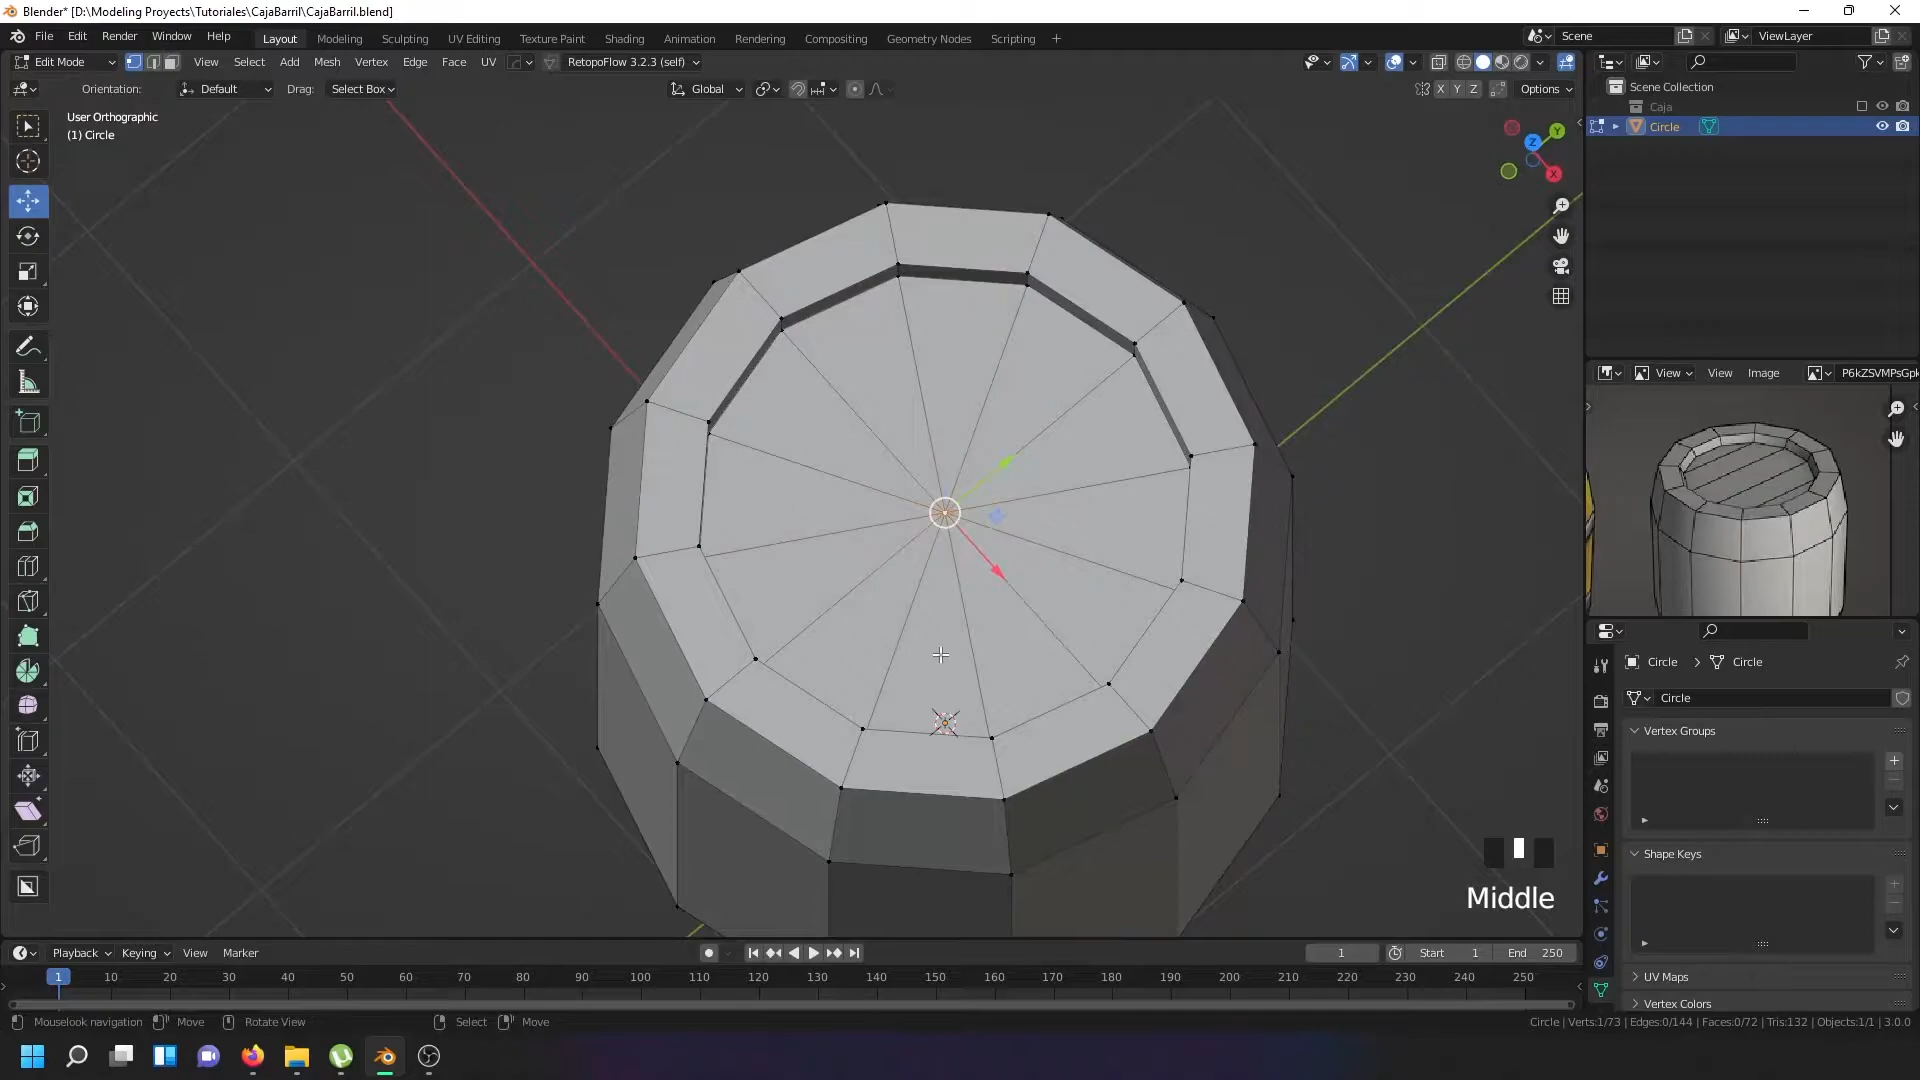 Blender* [D:\Modeling Proyects\Tutoriales\CajaBarril\CajaBarril.blend]
File Edit Render Window Help Layout Modeling Sculpting UV Editing Texture Paint Shading Animation Rendering Compositing Geometry Nodes Scripting + Scene ViewLayer
Edit Mode View Select Add Mesh Vertex Edge Face UV RetopoFlow 3.2.3 (self)
Orientation: Default Drag: Select Box Global X Y Z Options
Scene Collection
Caja
Circle
User Orthographic
(1) Circle
Y
Z
X
View View Image P6kZSVMPsGpk
Circle > Circle
Circle
Vertex Groups
Shape Keys
UV Maps
Vertex Colors
Middle
Playback Keying View Marker 1 Start 1 End 250
1 10 20 30 40 50 60 70 80 90 100 110 120 130 140 150 160 170 180 190 200 210 220 230 240 250
Mouselook navigation Move Rotate View Select Move Circle | Verts:1/73 | Edges:0/144 | Faces:0/72 | Tris:132 | Objects:1/1 | 3.0.0